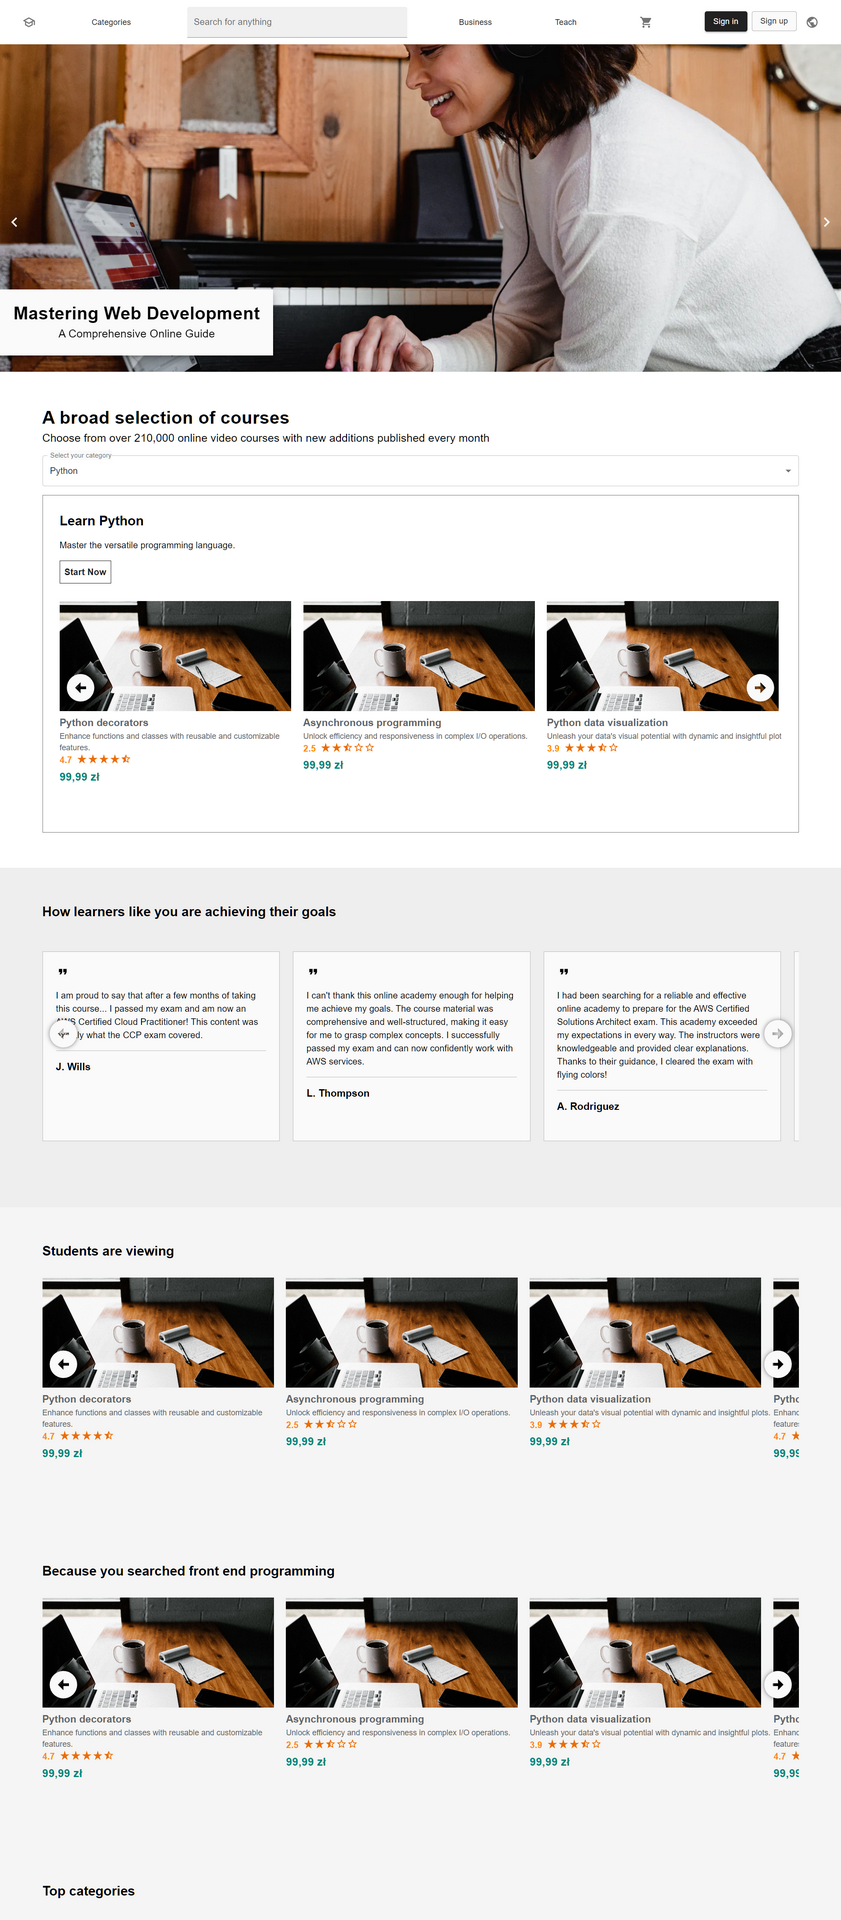 Categories
Search for anything
Business
Teach
Sign in
Sign up
Mastering Web Development
A Comprehensive Online Guide
A broad selection of courses
Choose from over 210,000 online video courses with new additions published every month
Select your category
Python
Learn Python
Master the versatile programming language.
Start Now
Python decorators
Enhance functions and classes with reusable and customizable
features.
4.7
99,99 zł
Asynchronous programming
Unlock efficiency and responsiveness in complex I/O operations.
2.5
99,99 zł
Python data visualization
Unleash your data's visual potential with dynamic and insightful plot
3.9
99,99 zł
How learners like you are achieving their goals
I am proud to say that after a few months of taking
this course... I passed my exam and am now an
AWS Certified Cloud Practitioner! This content was
ly what the CCP exam covered.
J. Wills
I can't thank this online academy enough for helping
me achieve my goals. The course material was
comprehensive and well-structured, making it easy
for me to grasp complex concepts. I successfully
passed my exam and can now confidently work with
AWS services.
L. Thompson
I had been searching for a reliable and effective
online academy to prepare for the AWS Certified
Solutions Architect exam. This academy exceeded
my expectations in every way. The instructors were
knowledgeable and provided clear explanations.
Thanks to their guidance, I cleared the exam with
flying colors!
A. Rodriguez
Students are viewing
Python decorators
Enhance functions and classes with reusable and customizable
features.
4.7
99,99 zł
Asynchronous programming
Unlock efficiency and responsiveness in complex I/O operations.
2.5
99,99 zł
Python data visualization
Unleash your data's visual potential with dynamic and insightful plots.
3.9
99,99 zł
Pytho
Enhanc
feature
4.7
99,99
Because you searched front end programming
Python decorators
Enhance functions and classes with reusable and customizable
features.
4.7
99,99 zł
Asynchronous programming
Unlock efficiency and responsiveness in complex I/O operations.
2.5
99,99 zł
Python data visualization
Unleash your data's visual potential with dynamic and insightful plots.
3.9
99,99 zł
Pytho
Enhanc
feature
4.7
99,99
Top categories